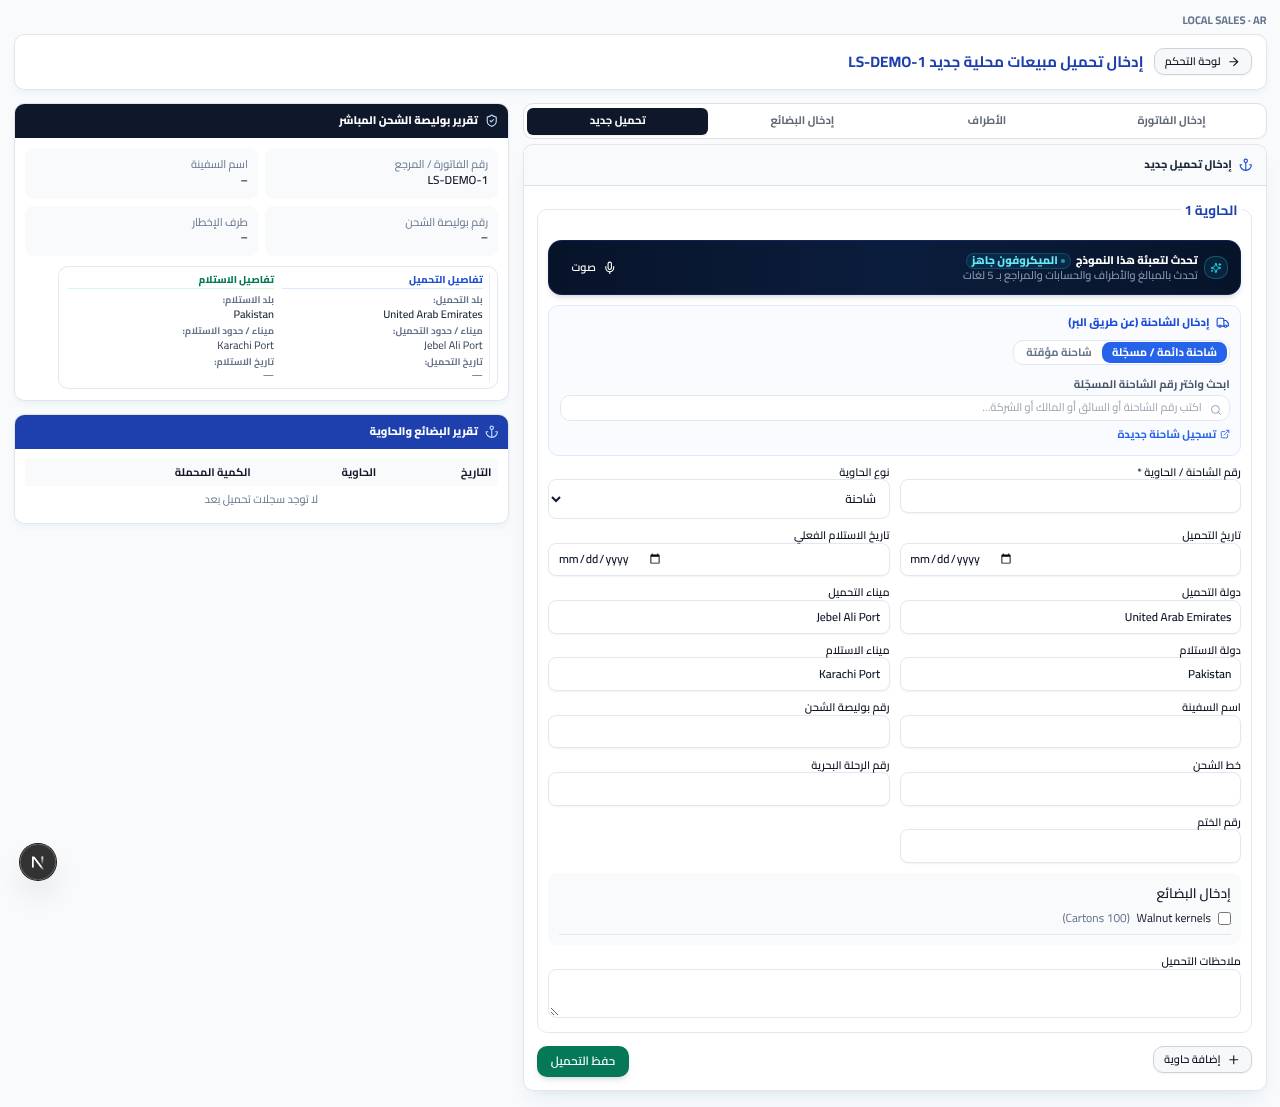 LOCAL SALES · AR
لوحة التحكم
إدخال تحميل مبيعات محلية جديد LS-DEMO-1
إدخال الفاتورة
الأطراف
إدخال البضائع
تحميل جديد
إدخال تحميل جديد
الحاوية 1
تحدث لتعبئة هذا النموذج
الميكروفون جاهز
تحدث بالمبالغ والأطراف والحسابات والمراجع بـ 5 لغات
صوت
إدخال الشاحنة (عن طريق البر)
شاحنة دائمة / مسجّلة
شاحنة مؤقتة
ابحث واختر رقم الشاحنة المسجّلة
اكتب رقم الشاحنة أو السائق أو المالك أو الشركة...
تسجيل شاحنة جديدة
رقم الشاحنة / الحاوية *
نوع الحاوية
شاحنة
تاريخ التحميل
تاريخ الاستلام الفعلي
mm/dd/yyyy
mm/dd/yyyy
دولة التحميل
ميناء التحميل
United Arab Emirates
Jebel Ali Port
دولة الاستلام
ميناء الاستلام
Pakistan
Karachi Port
اسم السفينة
رقم بوليصة الشحن
خط الشحن
رقم الرحلة البحرية
رقم الختم
إدخال البضائع
Walnut kernels (Cartons 100)
ملاحظات التحميل
إضافة حاوية
حفظ التحميل
تقرير بوليصة الشحن المباشر
رقم الفاتورة / المرجع
LS-DEMO-1
اسم السفينة
–
رقم بوليصة الشحن
–
طرف الإخطار
–
تفاصيل التحميل
بلد التحميل:
United Arab Emirates
ميناء / حدود التحميل:
Jebel Ali Port
تاريخ التحميل:
—
تفاصيل الاستلام
بلد الاستلام:
Pakistan
ميناء / حدود الاستلام:
Karachi Port
تاريخ الاستلام:
—
تقرير البضائع والحاوية
التاريخ
الحاوية
الكمية المحملة
لا توجد سجلات تحميل بعد
N